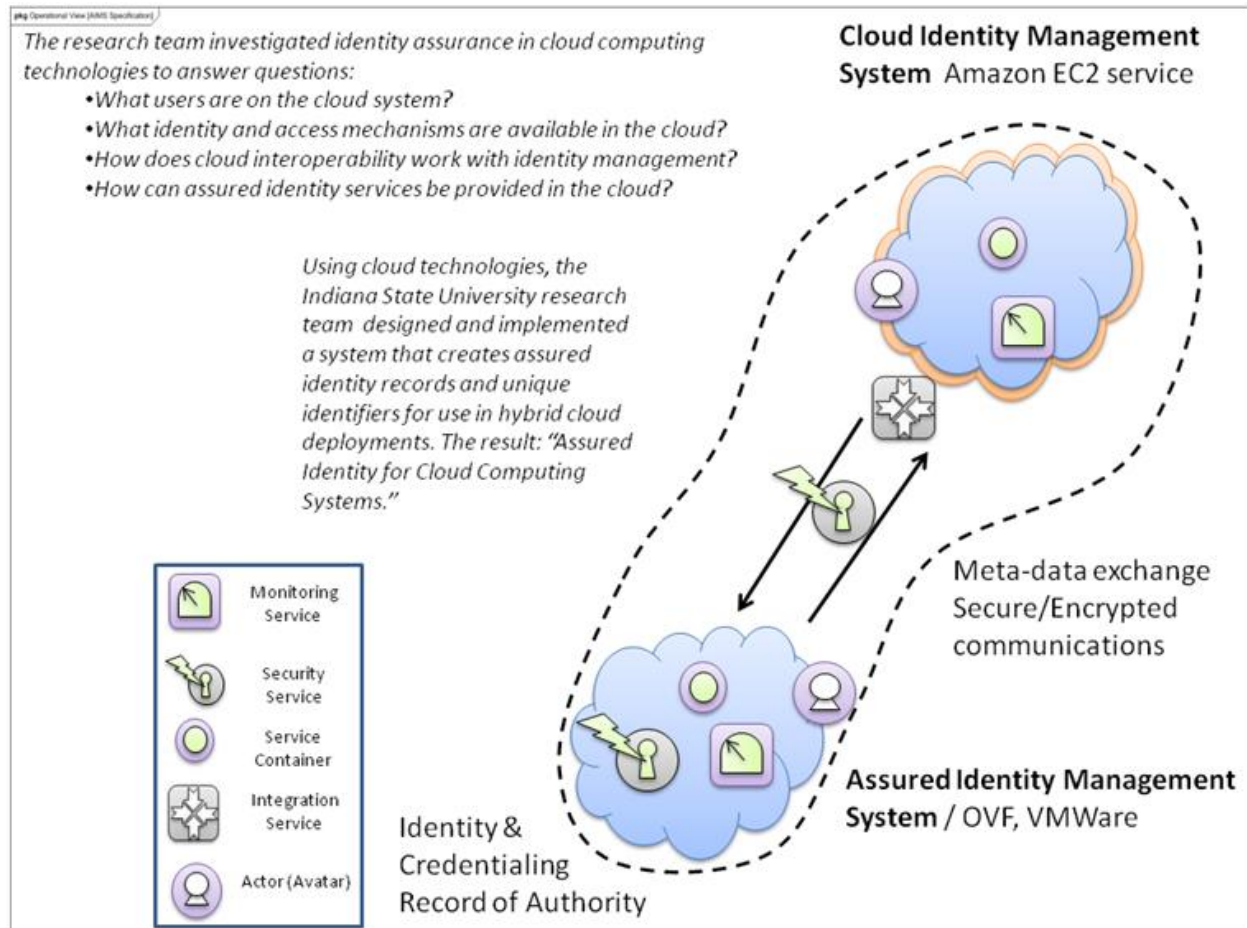 pkg Operational View [AIMS Specification]
The research team investigated identity assurance in cloud computing
technologies to answer questions:
•What users are on the cloud system?
•What identity and access mechanisms are available in the cloud?
•How does cloud interoperability work with identity management?
•How can assured identity services be provided in the cloud?
Cloud Identity Management
System Amazon EC2 service
Using cloud technologies, the
Indiana State University research
team designed and implemented
a system that creates assured
identity records and unique
identifiers for use in hybrid cloud
deployments. The result: “Assured
Identity for Cloud Computing
Systems.”
Meta-data exchange
Secure/Encrypted
communications
Monitoring
Service
Security
Service
Service
Container
Integration
Service
Actor (Avatar)
Assured Identity Management
System / OVF, VMWare
Identity &
Credentialing
Record of Authority